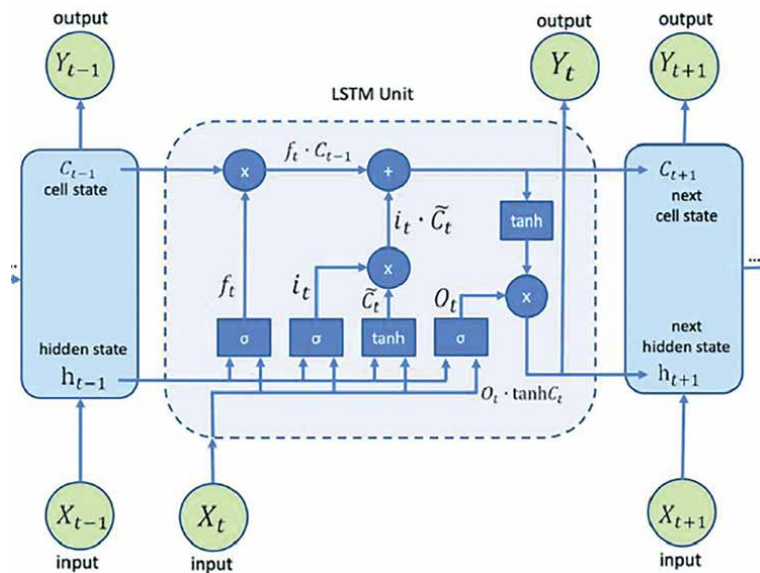 output
output
output
Y_{t-1}
Y_t
Y_{t+1}
LSTM Unit
C_{t-1}
cell state
x
f_t · C_{t-1}
+
C_{t+1}
next
cell state
tanh
i_t · C̃_t
...
f_t
i_t
x
C̃_t
O_t
x
...
σ
σ
tanh
σ
hidden state
h_{t-1}
next
hidden state
h_{t+1}
O_t · tanhC_t
X_{t-1}
X_t
X_{t+1}
input
input
input